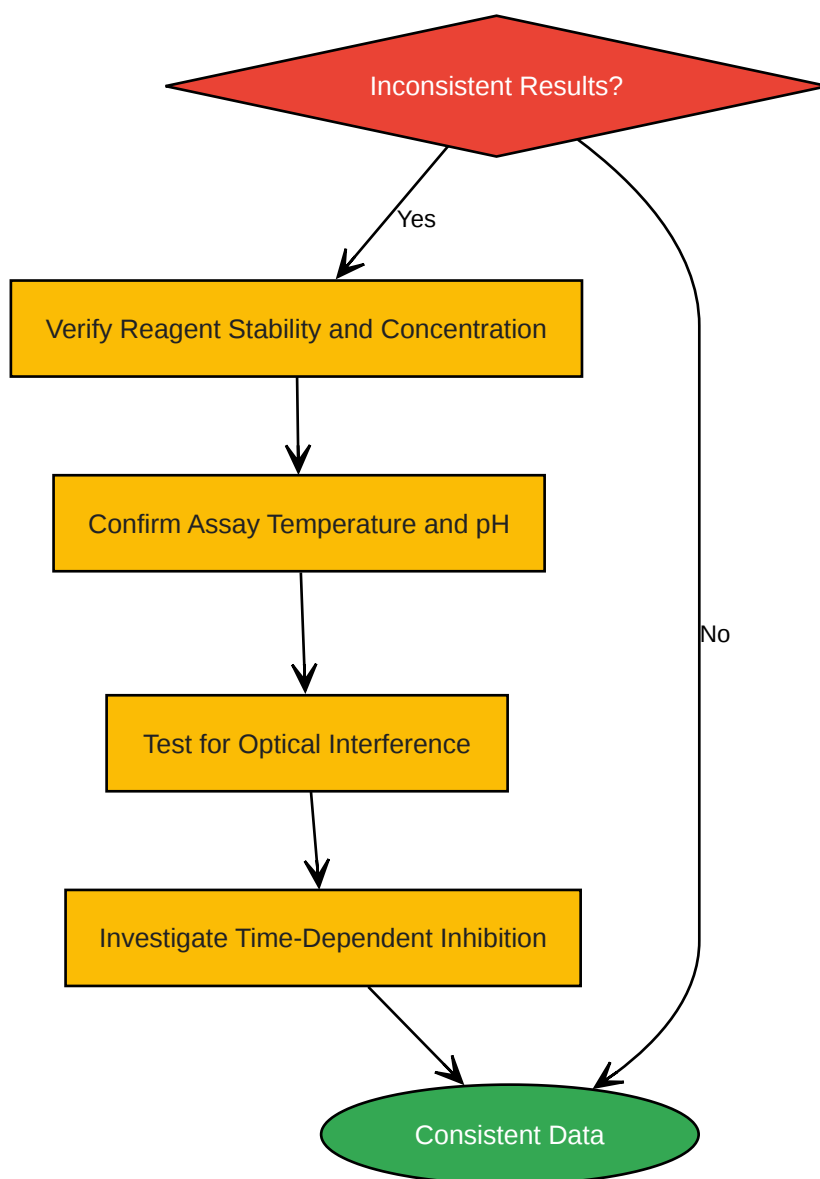 Inconsistent Results?
Yes
Verify Reagent Stability and Concentration
Confirm Assay Temperature and pH
No
Test for Optical Interference
Investigate Time-Dependent Inhibition
Consistent Data